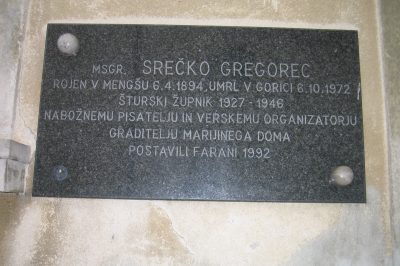 MSGR. SREČKO GREGOREC
ROJEN V MENGŠU 6.4.1894, UMRL V GORICI 6.10.1972
ŠTURSKI ŽUPNIK 1927 - 1946
NABOŽNEMU PISATELJU IN VERSKEMU ORGANIZATORJU
GRADITELJU MARIJINEGA DOMA
POSTAVILI FARANI 1992